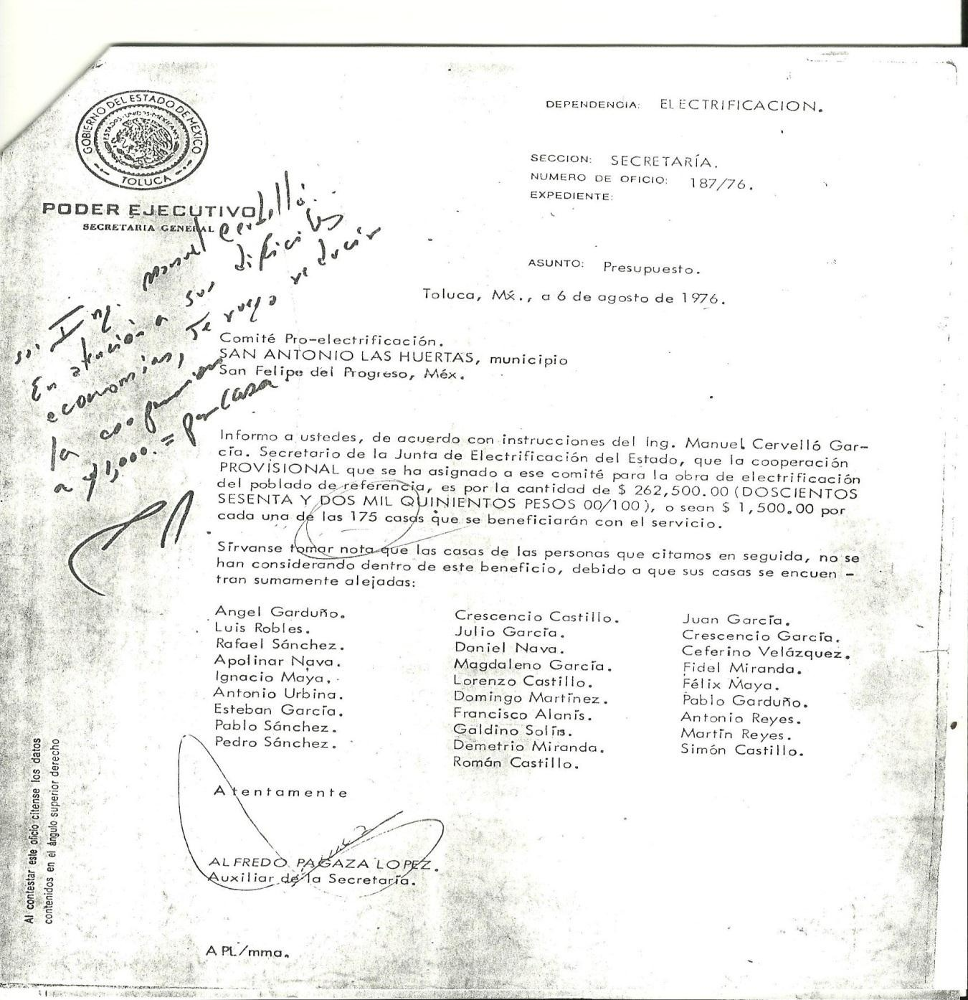 GOBIERNO DEL ESTADO DE MEXICO
ESTADOS·UNIDOS·MEXICANOS
TOLUCA
PODER EJECUTIVO
SECRETARIA GENERAL
DEPENDENCIA: ELECTRIFICACION.
SECCION: SECRETARÍA.
NUMERO DE OFICIO: 187/76.
EXPEDIENTE:
ASUNTO: Presupuesto.
Toluca, Mx., a 6 de agosto de 1976.
Ing. Manuel Cervelló.
En atención a sus dificiles
economías, te ruego reducir
la cooperación
a $1,000.= por casa
Comité Pro-electrificación.
SAN ANTONIO LAS HUERTAS, municipio
San Felipe del Progreso, Méx.
Informo a ustedes, de acuerdo con instrucciones del Ing. Manuel Cervelló Gar-
cía. Secretario de la Junta de Electrificación del Estado, que la cooperación
PROVISIONAL que se ha asignado a ese comité para la obra de electrificación
del poblado de referencia, es por la cantidad de $ 262,500.00 (DOSCIENTOS
SESENTA Y DOS MIL QUINIENTOS PESOS 00/100), o sean $ 1,500.00 por
cada una de las 175 casas que se beneficiarán con el servicio.
Sírvanse tomar nota que las casas de las personas que citamos en seguida, no se
han considerando dentro de este beneficio, debido a que sus casas se encuen -
tran sumamente alejadas:
Angel Garduño.
Luis Robles.
Rafael Sánchez.
Apolinar Nava.
Ignacio Maya.
Antonio Urbina.
Esteban García.
Pablo Sánchez.
Pedro Sánchez.
Crescencio Castillo.
Julio García.
Daniel Nava.
Magdaleno García.
Lorenzo Castillo.
Domingo Martínez.
Francisco Alanís.
Galdino Solís.
Demetrio Miranda.
Román Castillo.
Juan García.
Crescencio García.
Ceferino Velázquez.
Fidel Miranda.
Félix Maya.
Pablo Garduño.
Antonio Reyes.
Martín Reyes.
Simón Castillo.
Atentamente
ALFREDO PAGAZA LOPEZ.
Auxiliar de la Secretaría.
APL/mma.
Al contestar este oficio cítense los datos
contenidos en el ángulo superior derecho